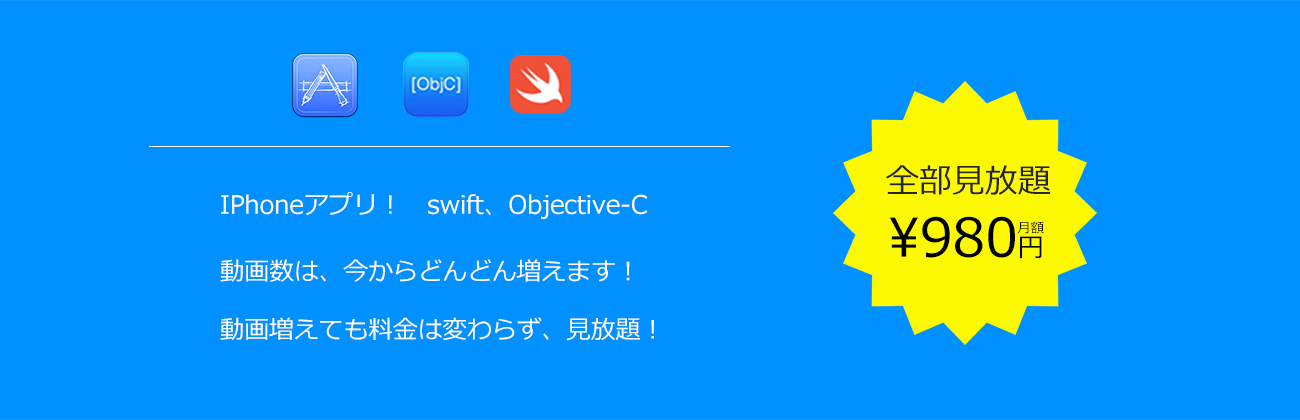 [ObjC]
IPhoneアプリ！　swift、Objective-C
動画数は、今からどんどん増えます！
動画増えても料金は変わらず、見放題！
全部見放題
¥980月額円